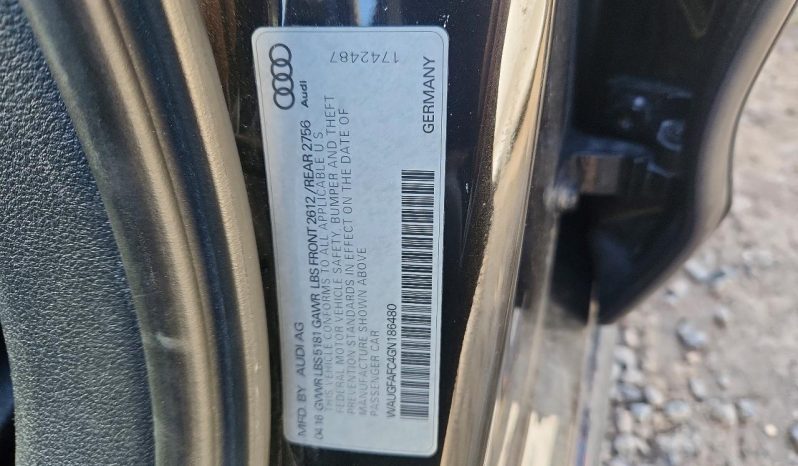 Audi
1742487
MFD. BY AUDI AG
04.16 GVWR LBS 5181 GAWR LBS FRONT 2612 / REAR 2756
THIS VEHICLE CONFORMS TO ALL APPLICABLE U.S.
FEDERAL MOTOR VEHICLE SAFETY, BUMPER AND THEFT
PREVENTION STANDARDS IN EFFECT ON THE DATE OF
MANUFACTURE SHOWN ABOVE
PASSENGER CAR
WAUGFAFC4GN186480
GERMANY